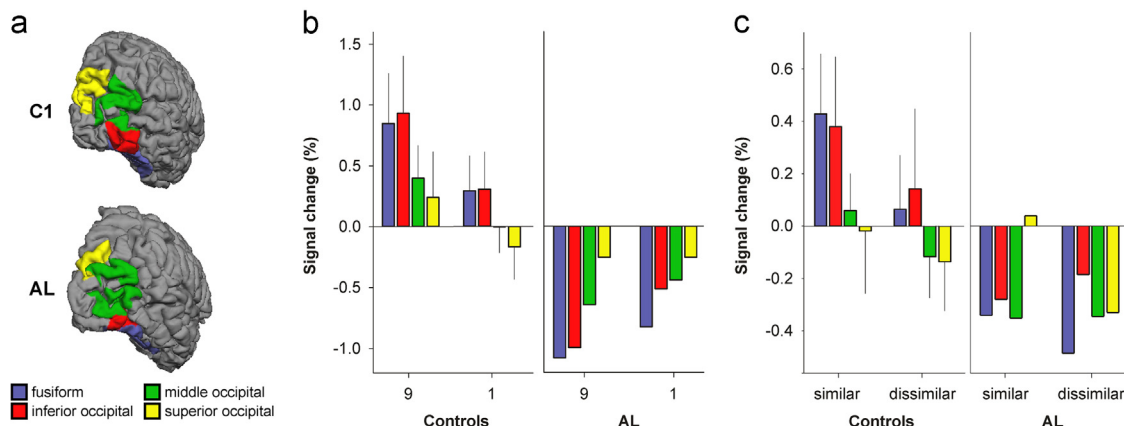 a
C1
AL
fusiform
inferior occipital
middle occipital
superior occipital
b
Signal change (%)
1.5
1.0
0.5
0.0
-0.5
-1.0
9 1 9 1
Controls AL
c
Signal change (%)
0.6
0.4
0.2
0.0
-0.2
-0.4
similar dissimilar similar dissimilar
Controls AL